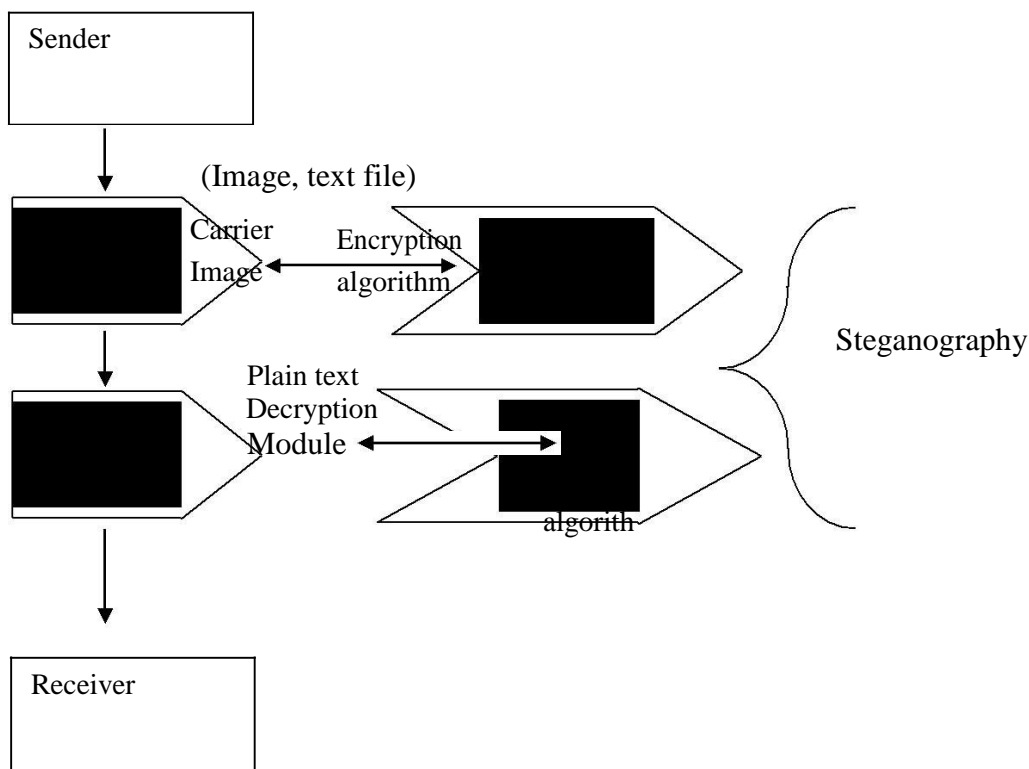 Sender
(Image, text file)
Carrier
Image
Encryption
algorithm
Steganography
Plain text
Decryption
Module
algorith
Receiver